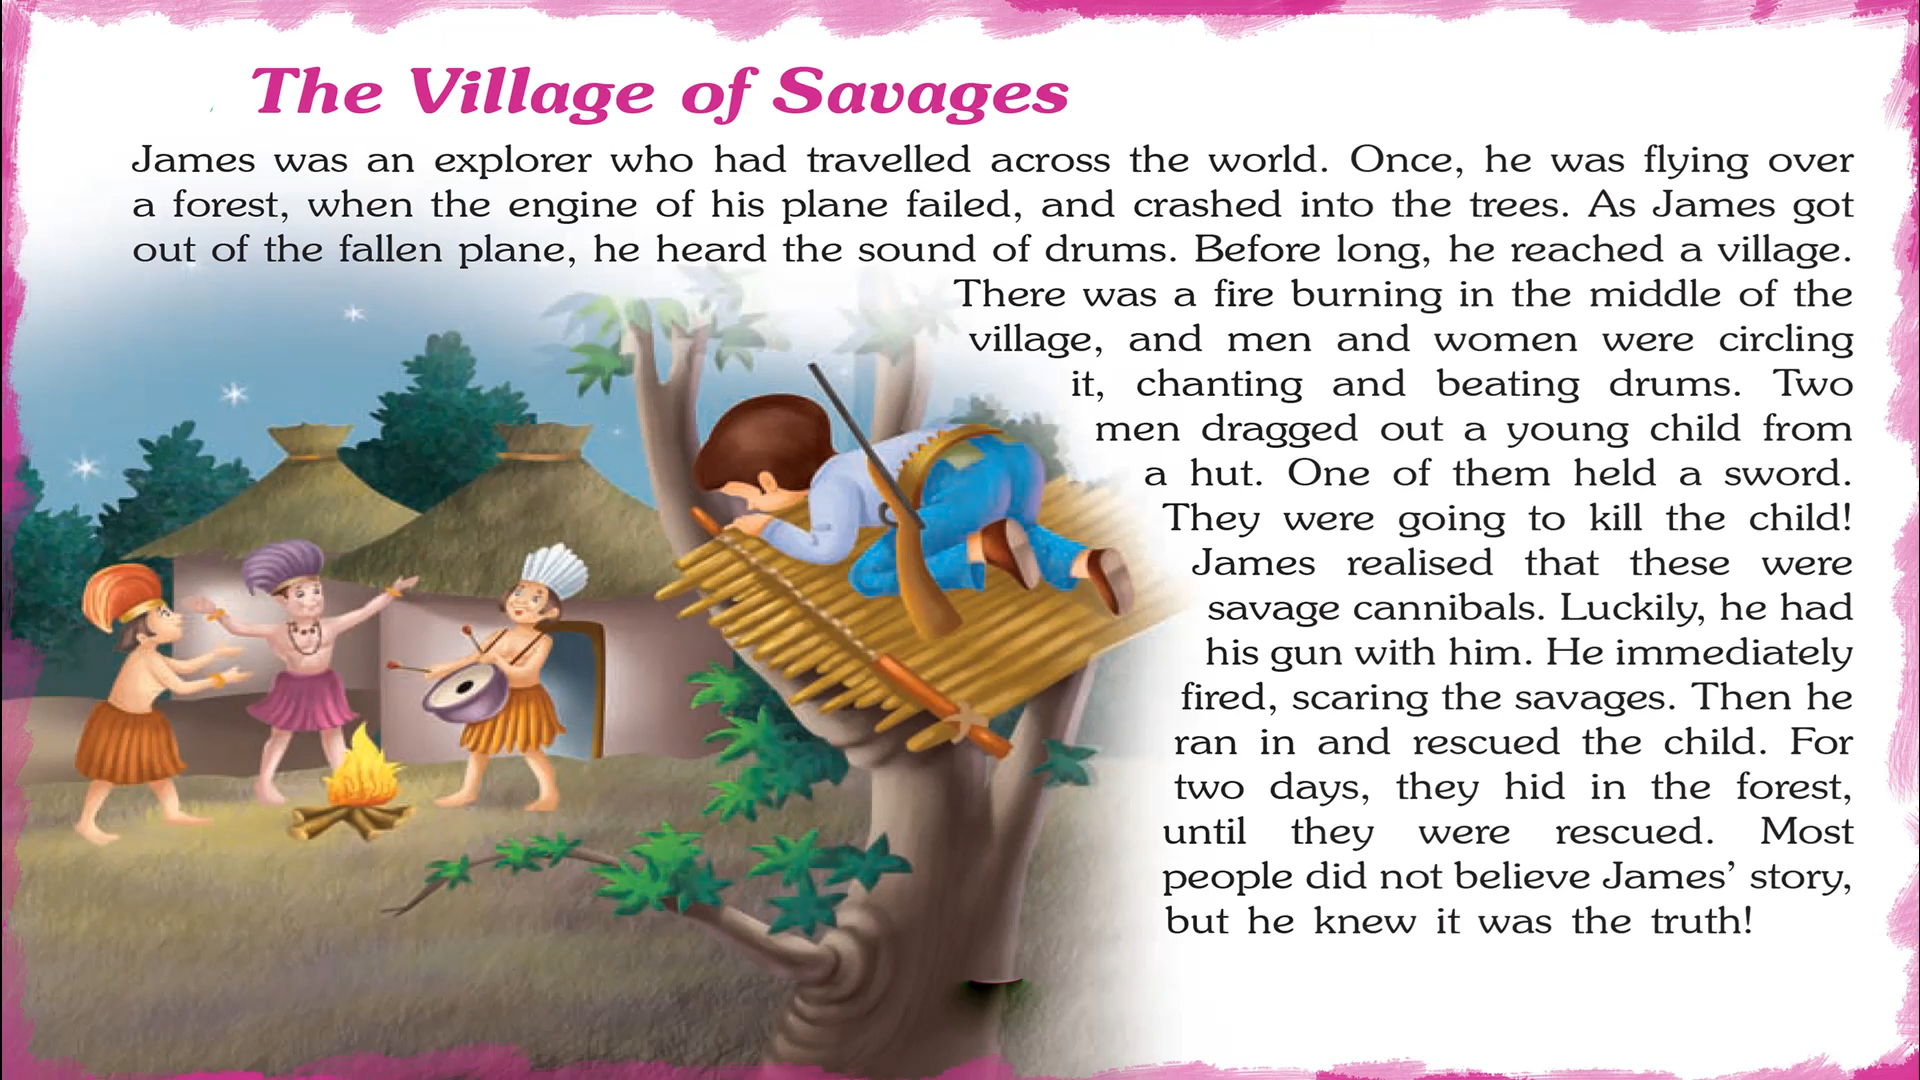 The Village of Savages
James was an explorer who had travelled across the world. Once, he was flying over
a forest, when the engine of his plane failed, and crashed into the trees. As James got
out of the fallen plane, he heard the sound of drums. Before long, he reached a village.
There was a fire burning in the middle of the
village, and men and women were circling
it, chanting and beating drums. Two
men dragged out a young child from
a hut. One of them held a sword.
They were going to kill the child!
James realised that these were
savage cannibals. Luckily, he had
his gun with him. He immediately
fired, scaring the savages. Then he
ran in and rescued the child. For
two days, they hid in the forest,
until they were rescued. Most
people did not believe James’ story,
but he knew it was the truth!